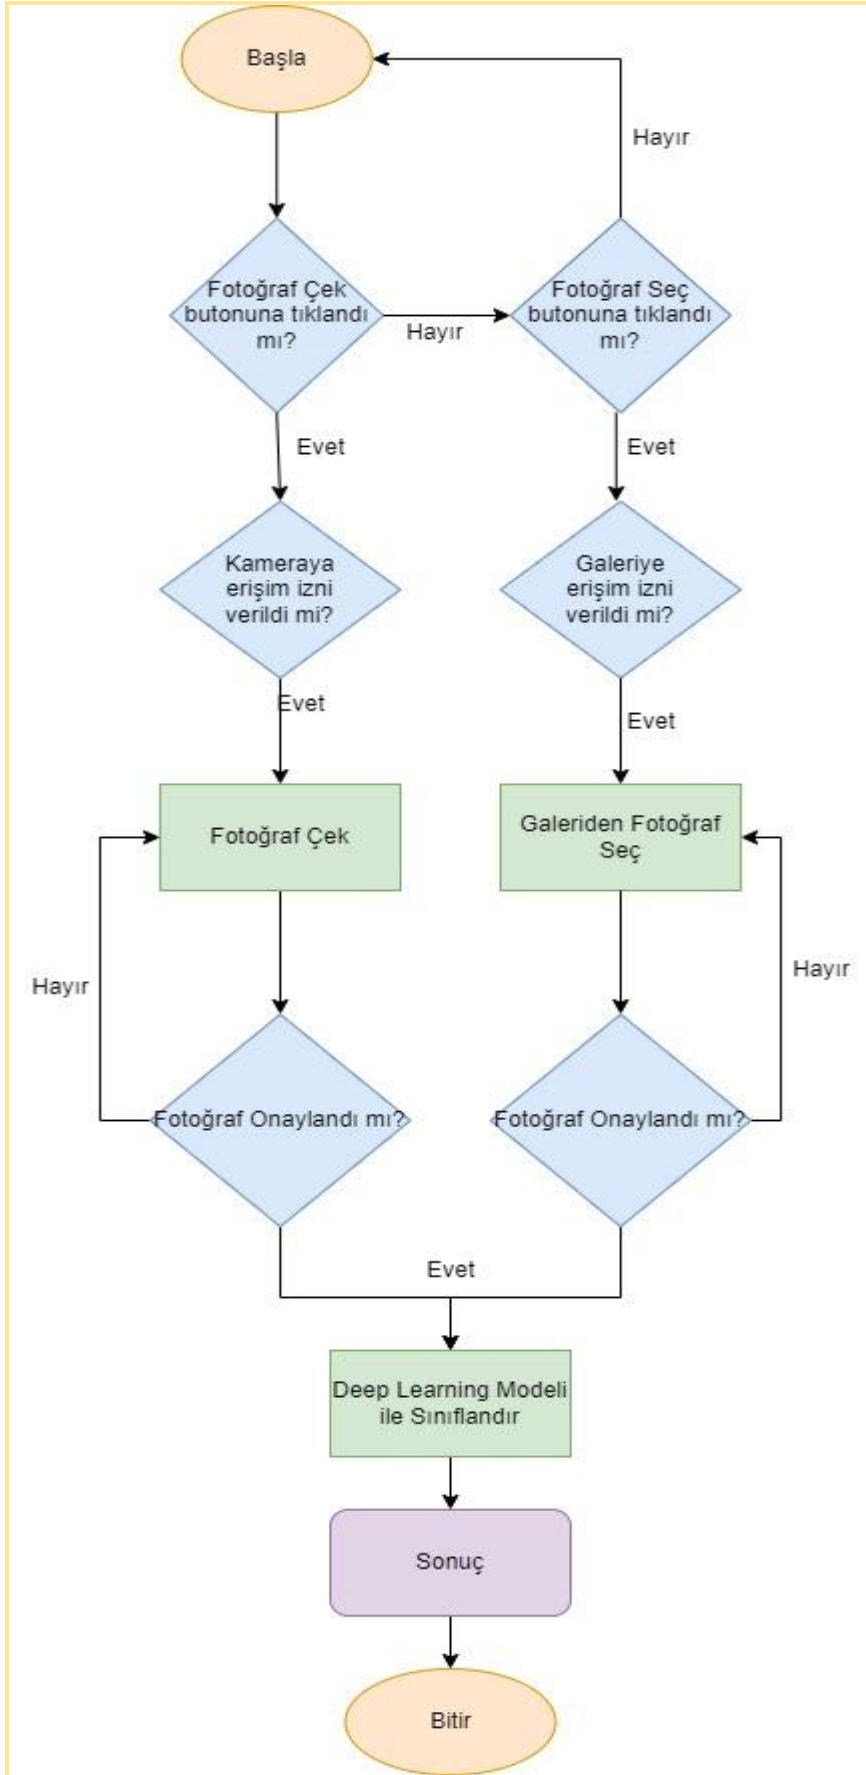 Başla
Hayır
Fotoğraf Çek
butonuna tıklandı
mı?
Hayır
Fotoğraf Seç
butonuna tıklandı
mı?
Evet
Evet
Kameraya
erişim izni
verildi mi?
Galeriye
erişim izni
verildi mi?
Evet
Evet
Fotoğraf Çek
Galeriden Fotoğraf
Seç
Hayır
Hayır
Fotoğraf Onaylandı mı?
Fotoğraf Onaylandı mı?
Evet
Deep Learning Modeli
ile Sınıflandır
Sonuç
Bitir